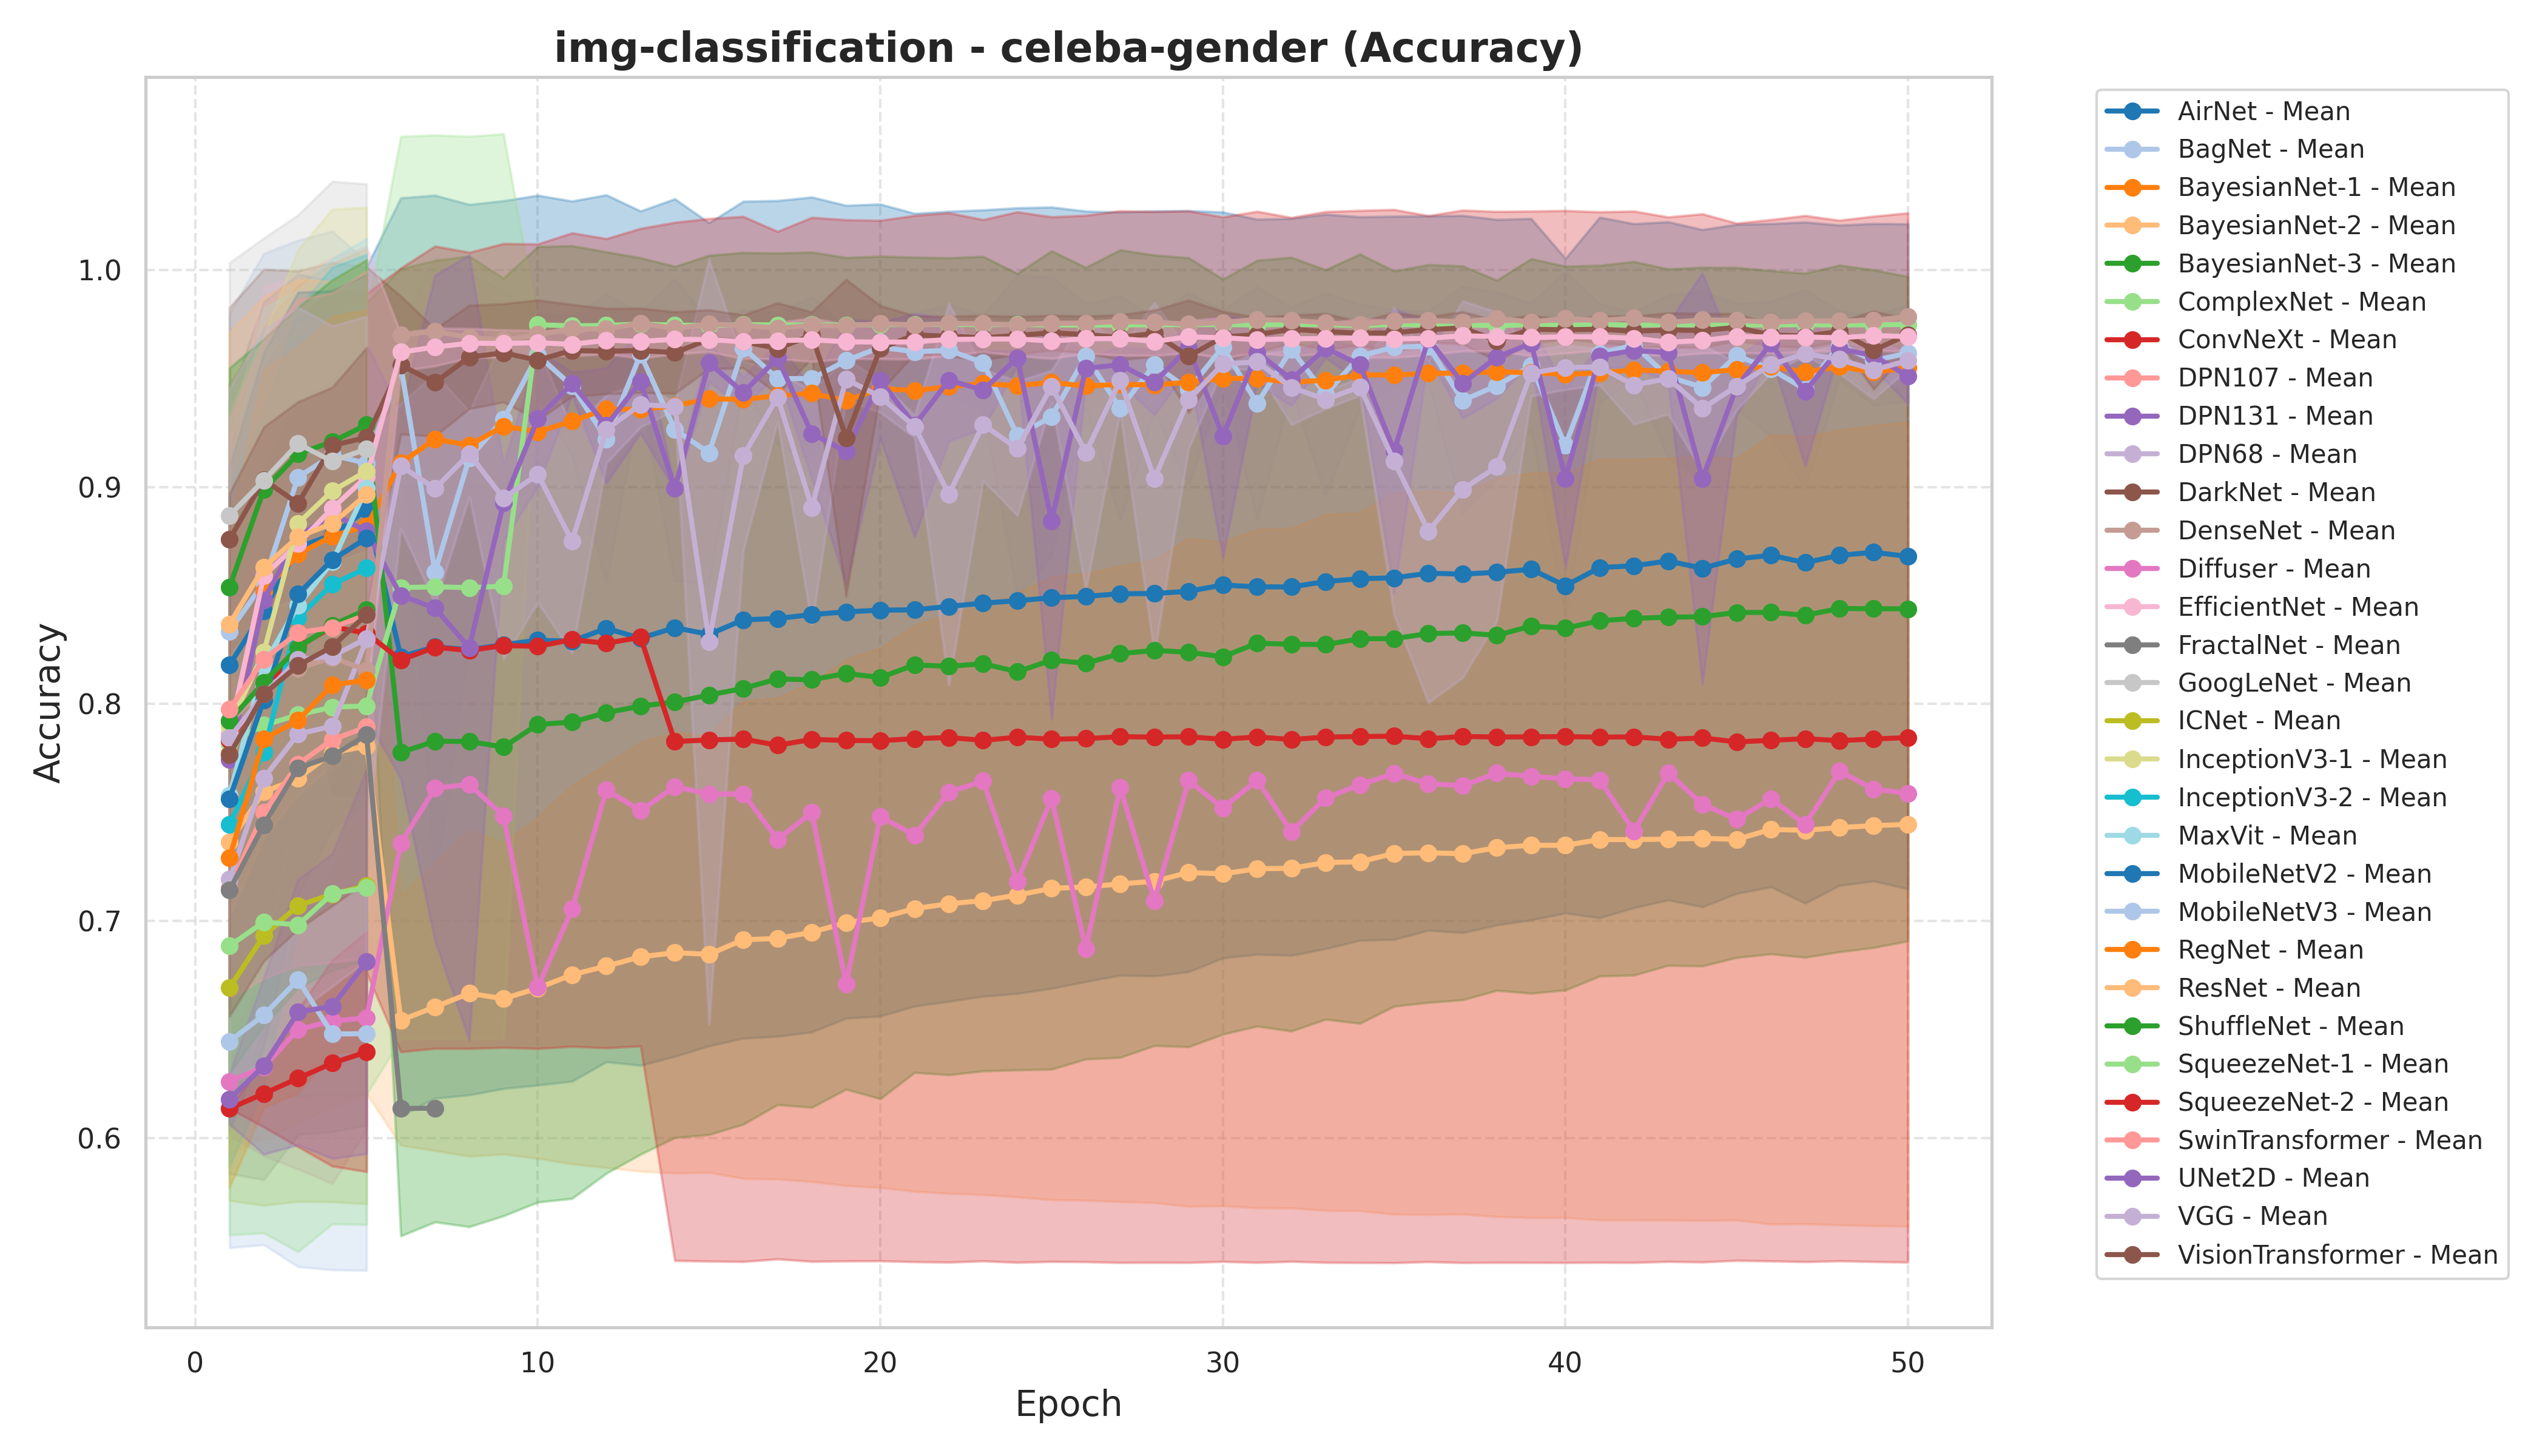 img-classification - celeba-gender (Accuracy)
Accuracy
1.0
0.9
0.8
0.7
0.6
0
10
20
30
40
50
Epoch
AirNet - Mean
BagNet - Mean
BayesianNet-1 - Mean
BayesianNet-2 - Mean
BayesianNet-3 - Mean
ComplexNet - Mean
ConvNeXt - Mean
DPN107 - Mean
DPN131 - Mean
DPN68 - Mean
DarkNet - Mean
DenseNet - Mean
Diffuser - Mean
EfficientNet - Mean
FractalNet - Mean
GoogLeNet - Mean
ICNet - Mean
InceptionV3-1 - Mean
InceptionV3-2 - Mean
MaxVit - Mean
MobileNetV2 - Mean
MobileNetV3 - Mean
RegNet - Mean
ResNet - Mean
ShuffleNet - Mean
SqueezeNet-1 - Mean
SqueezeNet-2 - Mean
SwinTransformer - Mean
UNet2D - Mean
VGG - Mean
VisionTransformer - Mean